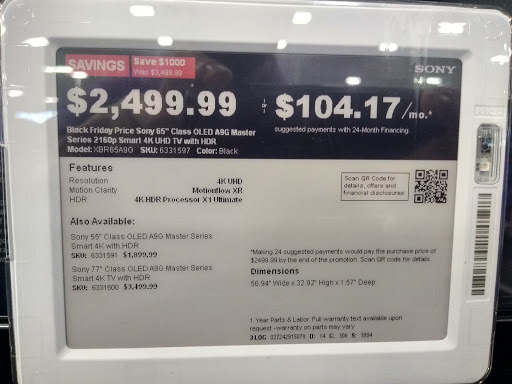 SAVINGS Save $1000
Was $3,499.99
SONY
$2,499.99 or $104.17/mo.*
suggested payments with 24-Month Financing.
Black Friday Price Sony 65" Class OLED A9G Master
Series 2160p Smart 4K UHD TV with HDR
Model: XBR65A9G SKU: 6331597 Color: Black
Features
Resolution 4K UHD
Motion Clarity Motionflow XR
HDR 4K HDR Processor X1 Ultimate
Scan QR Code for
details, offers and
financial disclosures
Also Available:
Sony 55" Class OLED A9G Master Series
Smart 4K with HDR
SKU: 6331591 $1,899.99
Sony 77" Class OLED A9G Master Series
Smart 4K TV with HDR
SKU: 6331600 $3,499.99
*Making 24 suggested payments would pay the purchase price of
$2499.99 by the end of the promotion. Scan QR code for details
Dimensions
56.94" Wide x 32.92" High x 1.57" Deep
1 Year Parts & Labor. Full warranty text available upon
request -warranty on parts may vary
3 LOG 027242916879 D: 14 C: 306 S: 3994